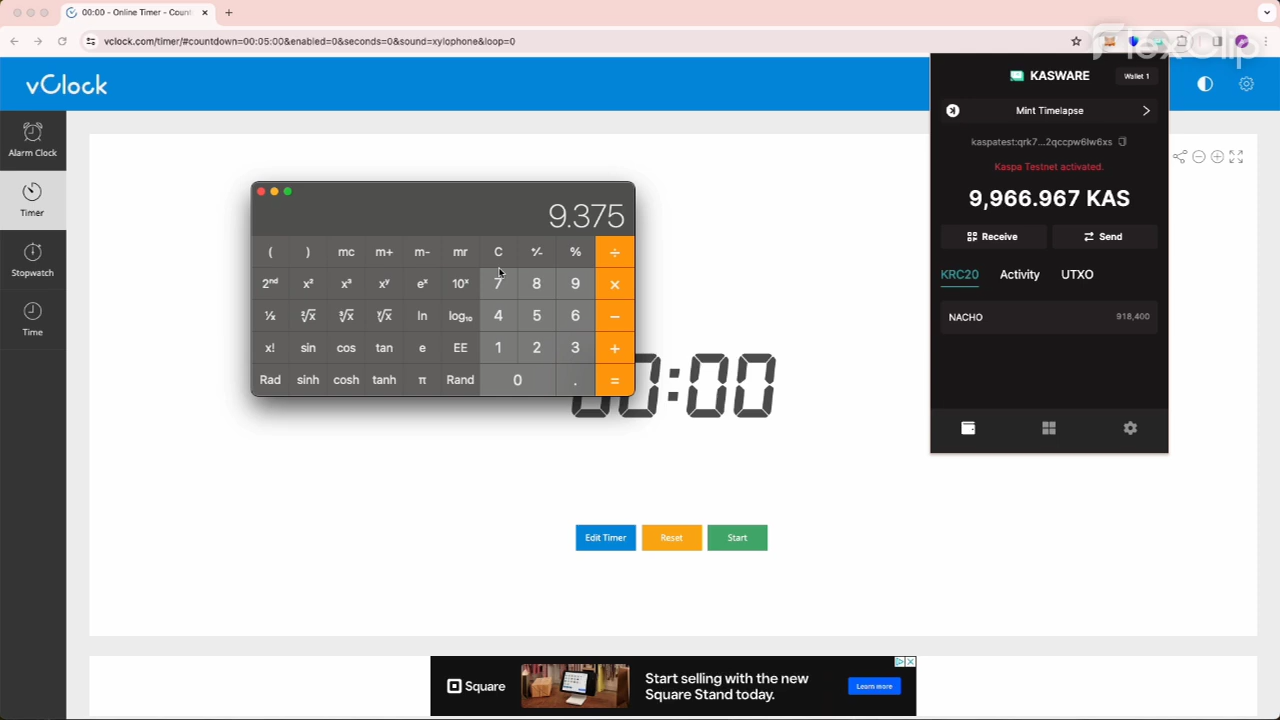 00:00 - Online Timer - Count
vclock.com/timer/#countdown=00:05:00&enabled=0&seconds=0&sound=xylophone&loop=0
FlexClip
vClock
Alarm Clock
Timer
Stopwatch
Time
9.375
( ) mc m+ m- mr C ⁺∕₋ % ÷
2ⁿᵈ x² x³ xʸ eˣ 10ˣ 7 8 9 ×
¹∕ₓ ²√x ³√x ʸ√x ln log₁₀ 4 5 6 −
x! sin cos tan e EE 1 2 3 +
Rad sinh cosh tanh π Rand 0 . =
00:00
Edit Timer Reset Start
KASWARE Wallet 1
Mint Timelapse
kaspatest:qrk7...2qccpw6lw6xs
Kaspa Testnet activated.
9,966.967 KAS
Receive Send
KRC20 Activity UTXO
NACHO 918,400
Square
Start selling with the new
Square Stand today.
Learn more